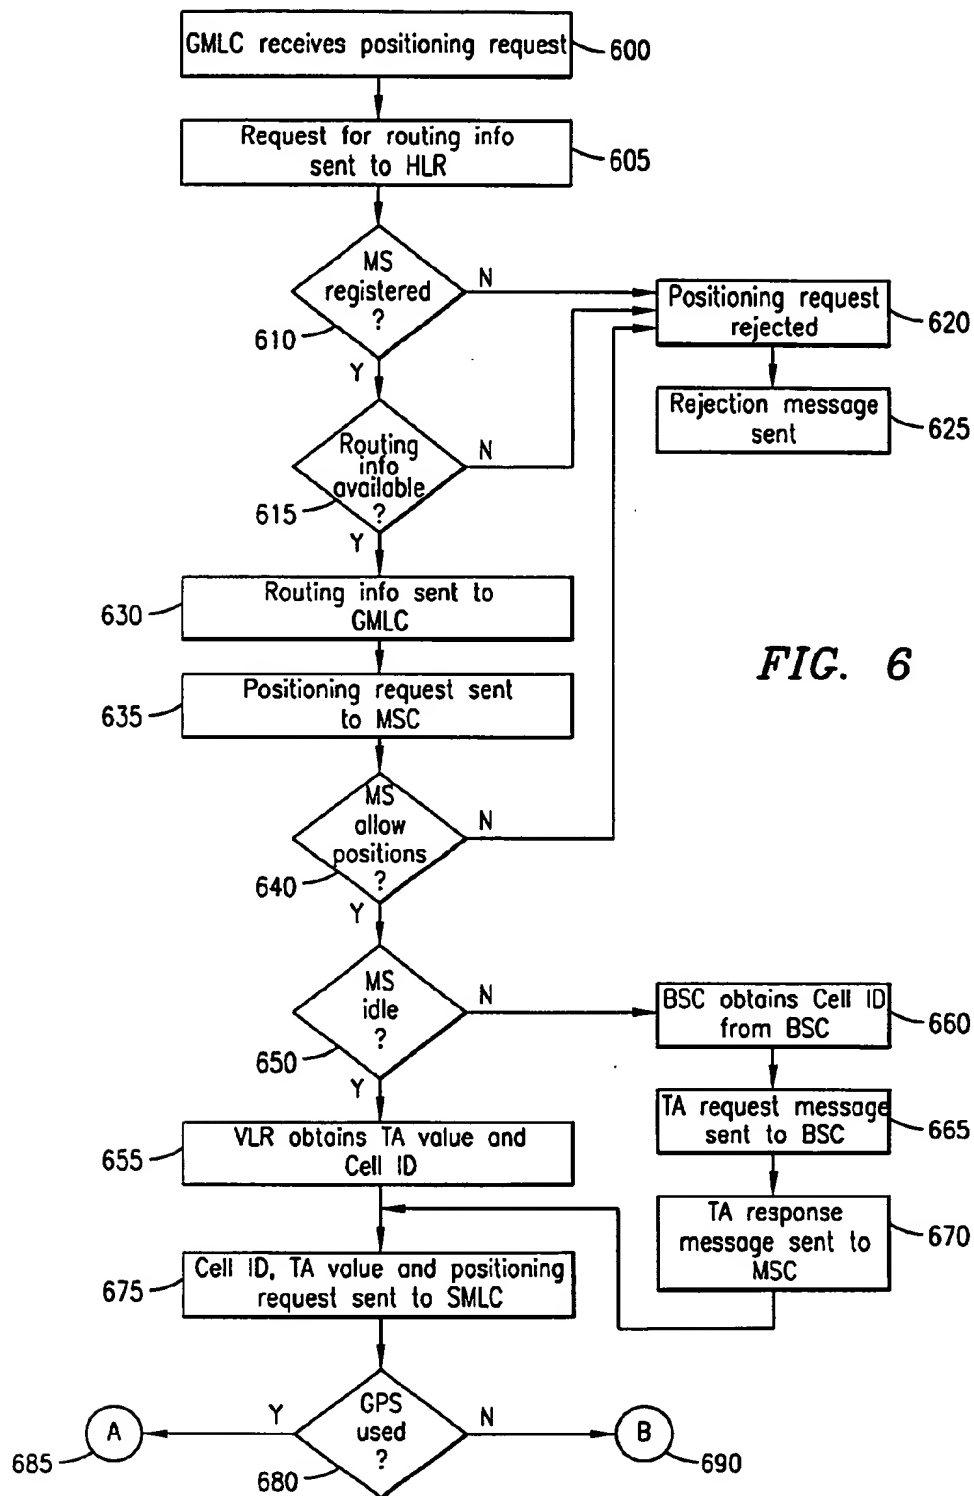 GMLC receives positioning request
600
Request for routing info
sent to HLR
605
MS
registered
?
610
N
Y
Positioning request
rejected
620
Rejection message
sent
625
Routing
info
available
?
615
N
Y
Routing info sent to
GMLC
630
FIG. 6
Positioning request sent
to MSC
635
MS
allow
positions
?
640
N
Y
MS
idle
?
650
N
Y
BSC obtains Cell ID
from BSC
660
TA request message
sent to BSC
665
VLR obtains TA value and
Cell ID
655
TA response
message sent to
MSC
670
Cell ID, TA value and positioning
request sent to SMLC
675
GPS
used
?
680
Y
N
A
685
B
690